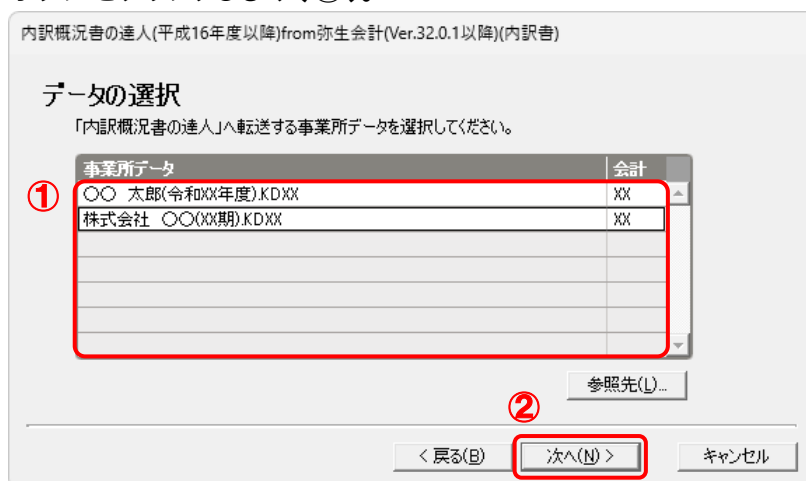 内訳概況書の達人(平成16年度以降)from弥生会計(Ver.32.0.1以降)(内訳書)
データの選択
「内訳概況書の達人」へ転送する事業所データを選択してください。
事業所データ 会計
①
〇〇 太郎(令和XX年度).KDXX XX
株式会社 〇〇(XX期).KDXX XX
参照先(L)...
②
< 戻る(B) 次へ(N) > キャンセル